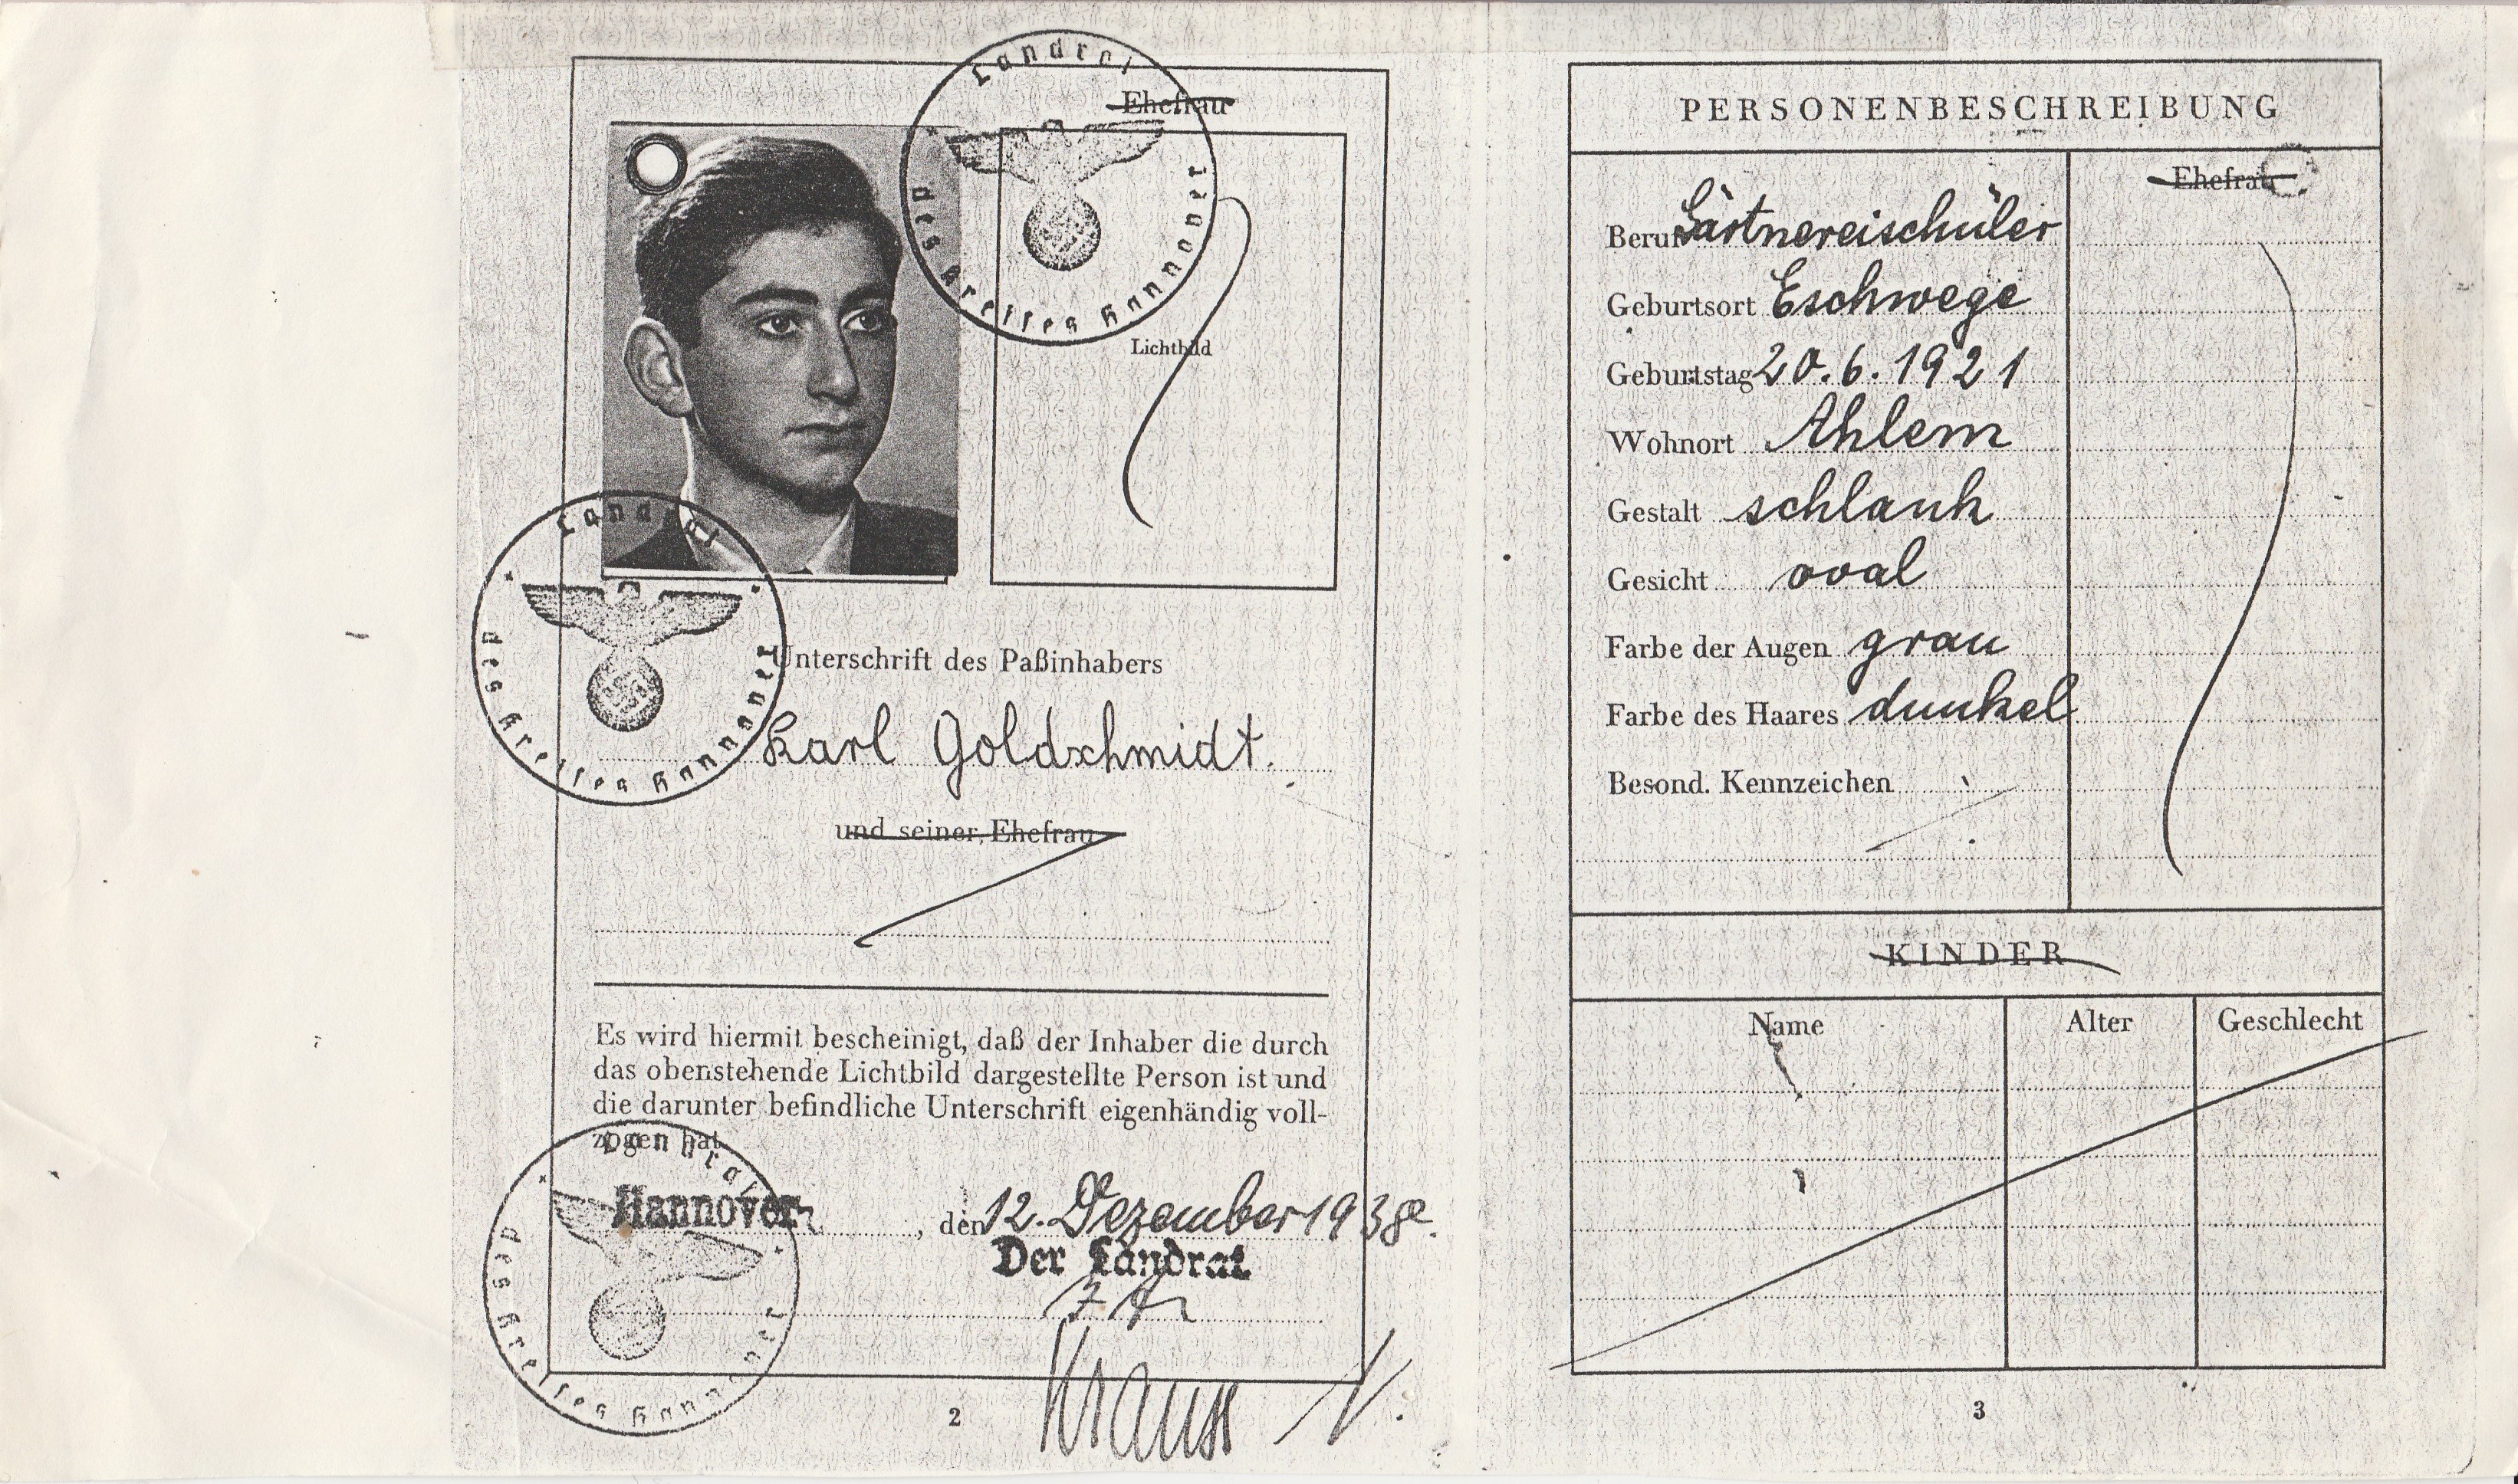 Ehefrau
Landrat
des Kreises Hannover
Lichtbild
Landrat
des Kreises Hannover
Unterschrift des Paßinhabers
Karl Goldschmidt.
und seiner Ehefrau
Es wird hiermit bescheinigt, daß der Inhaber die durch
das obenstehende Lichtbild dargestellte Person ist und
die darunter befindliche Unterschrift eigenhändig voll-
zogen hat
Landrat
des Kreises Hannover
Hannover, den 12. Dezember 1938
Der Landrat
2
PERSONENBESCHREIBUNG
Ehefrau
Beruf Gärtnereischüler
Geburtsort Eschwege
Geburtstag 20.6.1921
Wohnort Ahlem
Gestalt schlank
Gesicht oval
Farbe der Augen grau
Farbe des Haares dunkel
Besond. Kennzeichen
KINDER
Name Alter Geschlecht
3